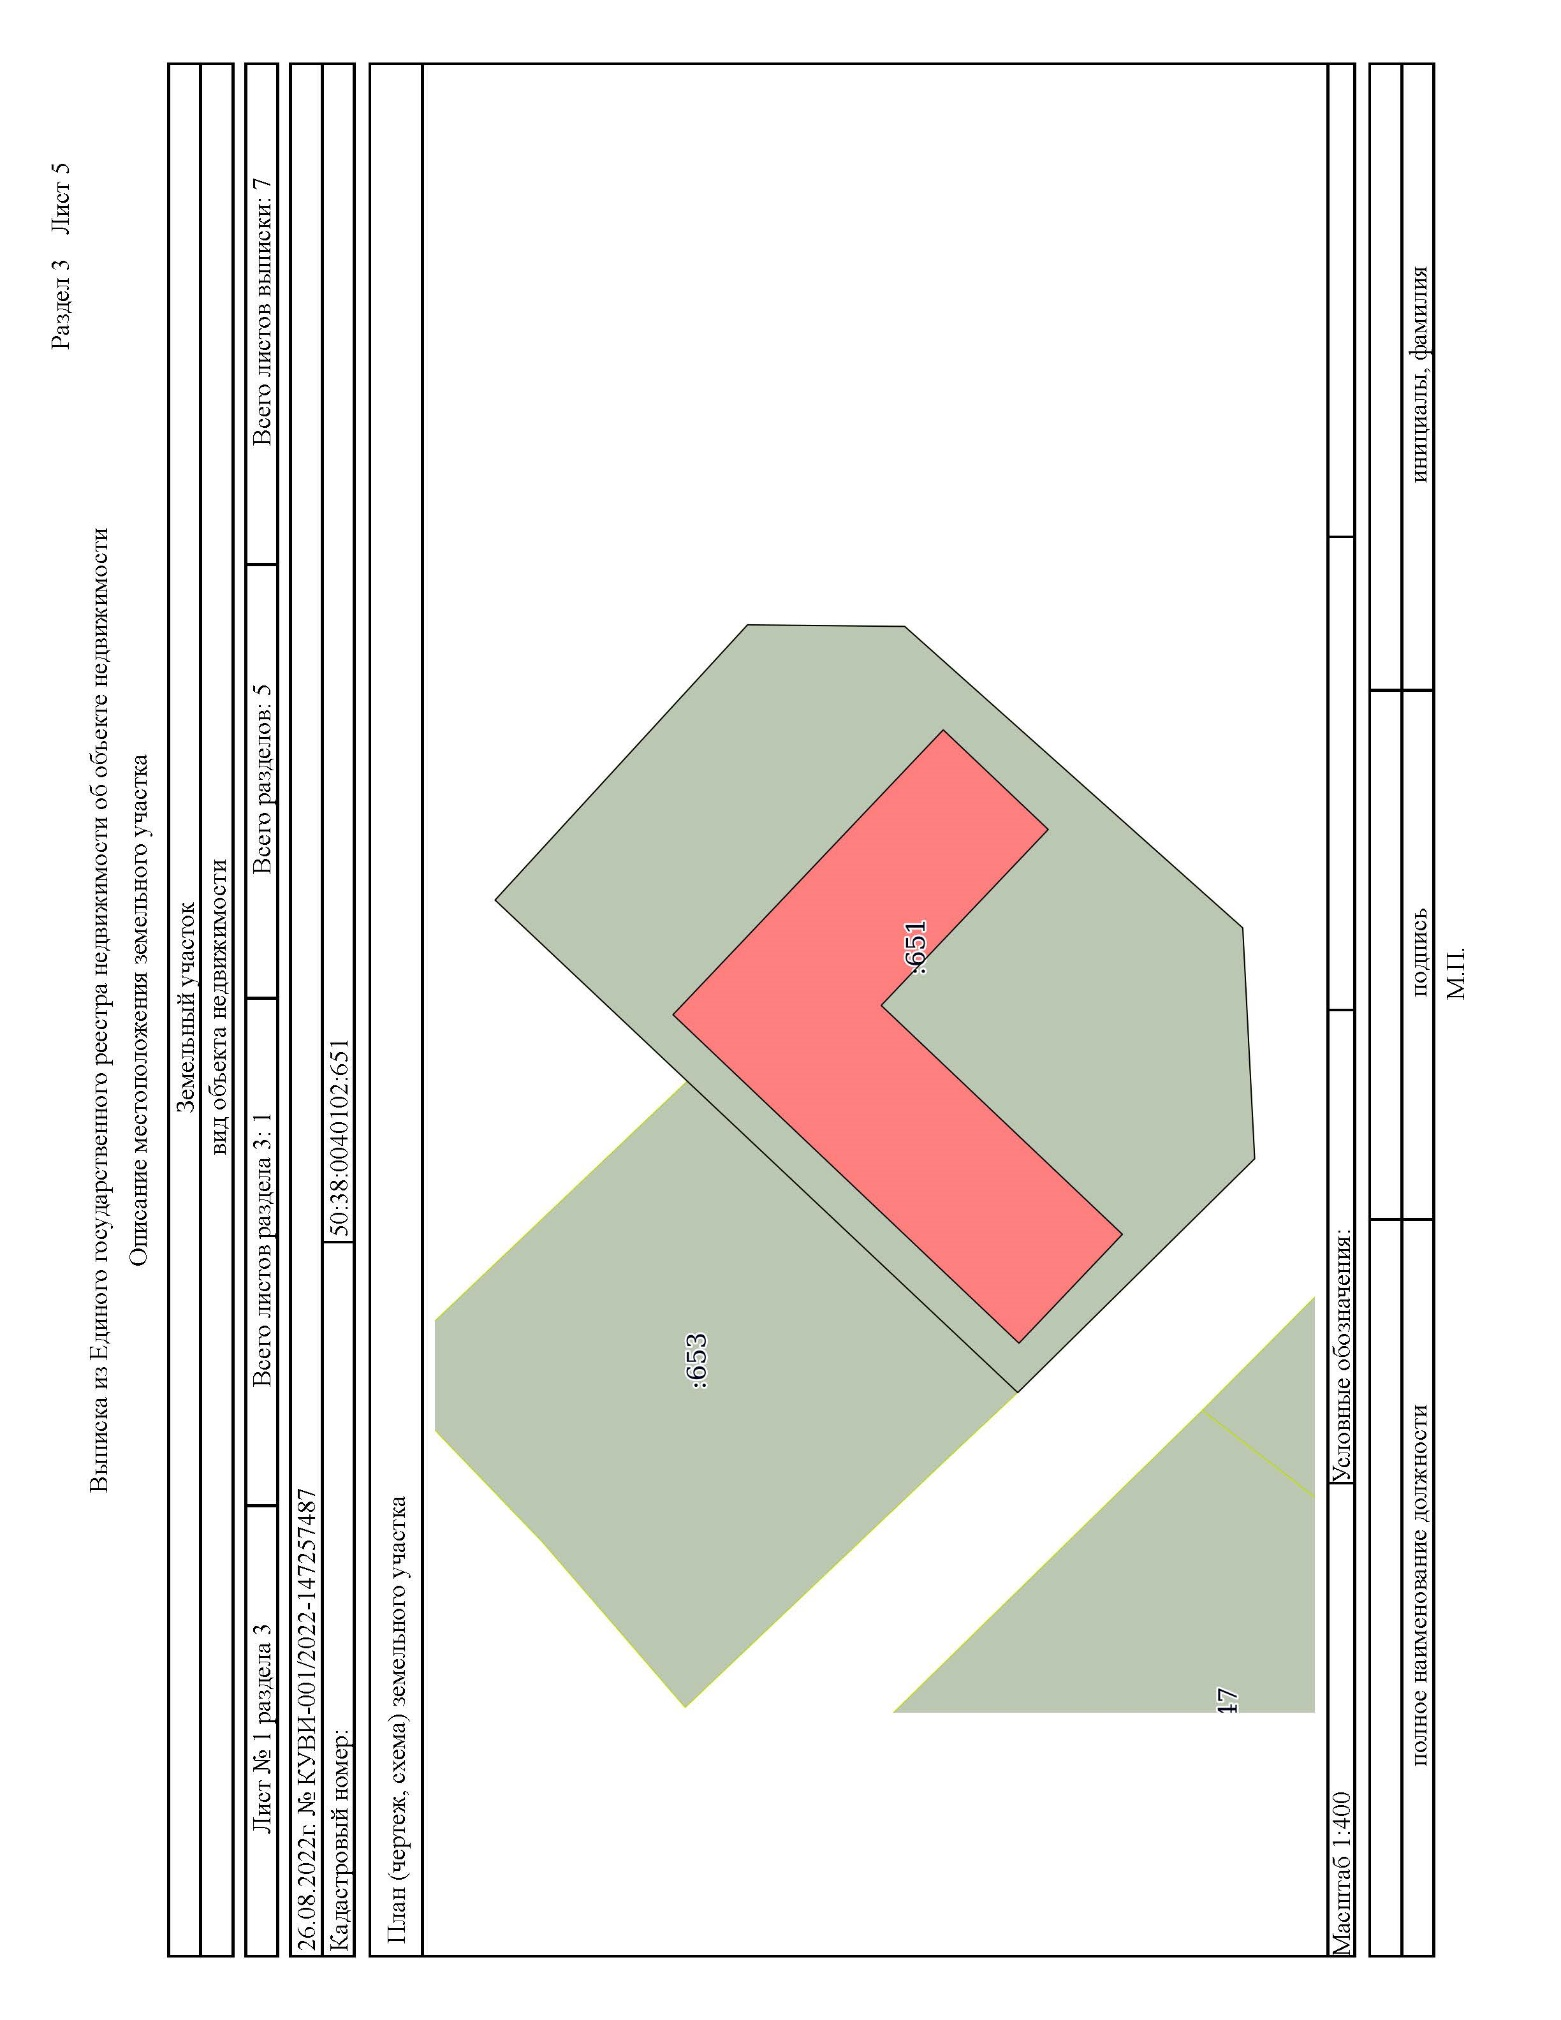 Раздел 3 Лист 5
Выписка из Единого государственного реестра недвижимости об объекте недвижимости
Описание местоположения земельного участка
Земельный участок
вид объекта недвижимости
Лист № 1 раздела 3 Всего листов раздела 3: 1 Всего разделов: 5 Всего листов выписки: 7
26.08.2022г. № КУВИ-001/2022-147257487
Кадастровый номер: 50:38:0040102:651
План (чертеж, схема) земельного участка
:653
:651
47
Масштаб 1:400 Условные обозначения:
полное наименование должности подпись инициалы, фамилия
М.П.